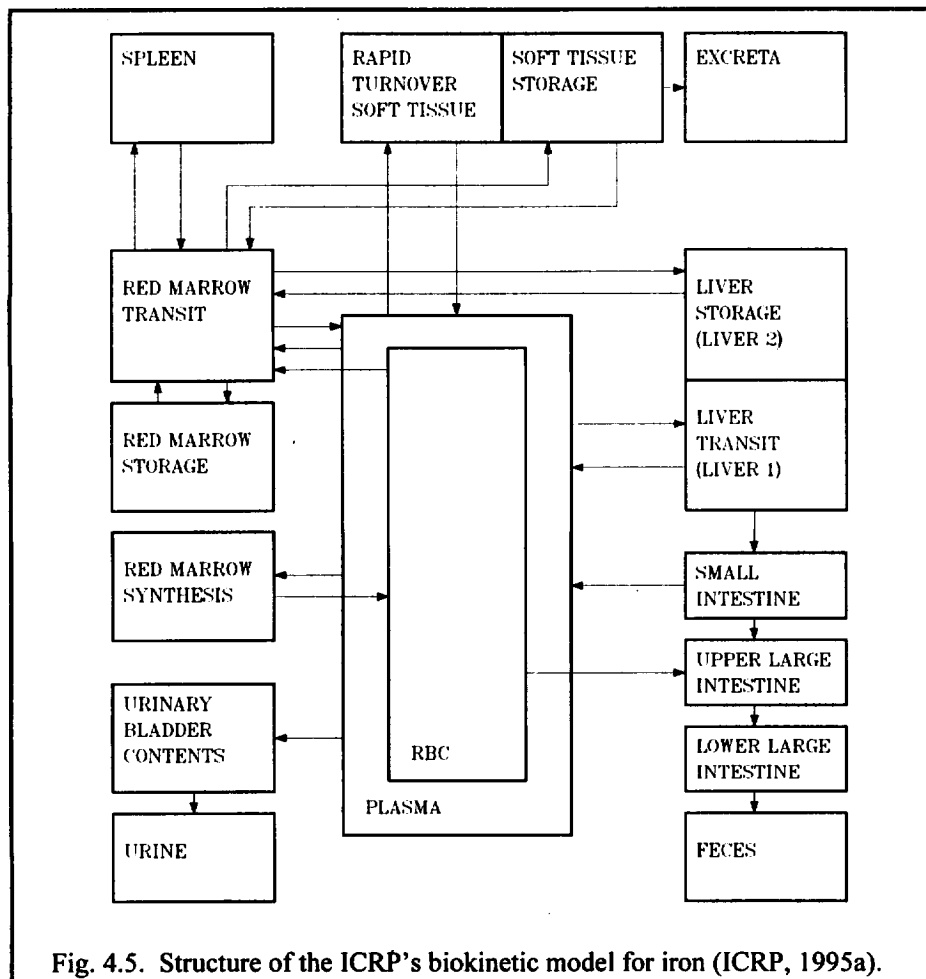 SPLEEN
RAPID
TURNOVER
SOFT TISSUE
SOFT TISSUE
STORAGE
EXCRETA
RED MARROW
TRANSIT
LIVER
STORAGE
(LIVER 2)
RED MARROW
STORAGE
LIVER
TRANSIT
(LIVER 1)
RED MARROW
SYNTHESIS
SMALL
INTESTINE
UPPER LARGE
INTESTINE
URINARY
BLADDER
CONTENTS
LOWER LARGE
INTESTINE
RBC
PLASMA
URINE
FECES
Fig. 4.5. Structure of the ICRP's biokinetic model for iron (ICRP, 1995a).